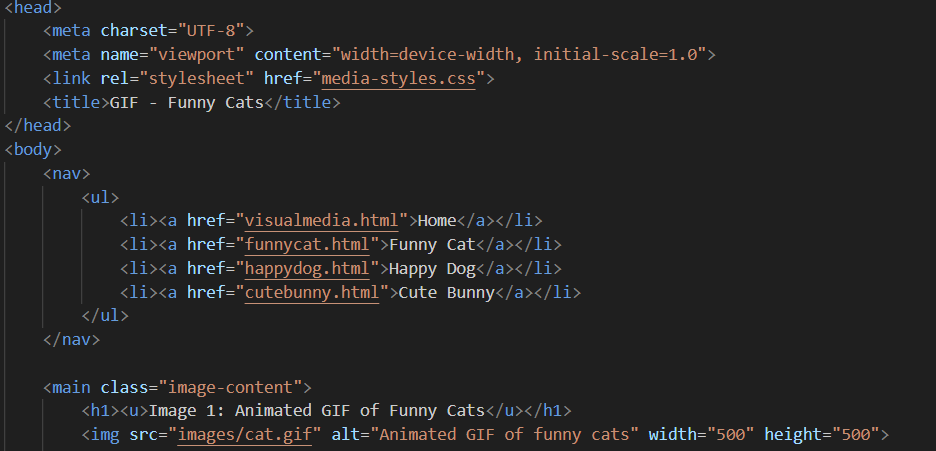 <head>
<meta charset="UTF-8">
<meta name="viewport" content="width=device-width, initial-scale=1.0">
<link rel="stylesheet" href="media-styles.css">
<title>GIF - Funny Cats</title>
</head>
<body>
<nav>
<ul>
<li><a href="visualmedia.html">Home</a></li>
<li><a href="funnycat.html">Funny Cat</a></li>
<li><a href="happydog.html">Happy Dog</a></li>
<li><a href="cutebunny.html">Cute Bunny</a></li>
</ul>
</nav>
<main class="image-content">
<h1><u>Image 1: Animated GIF of Funny Cats</u></h1>
<img src="images/cat.gif" alt="Animated GIF of funny cats" width="500" height="500">